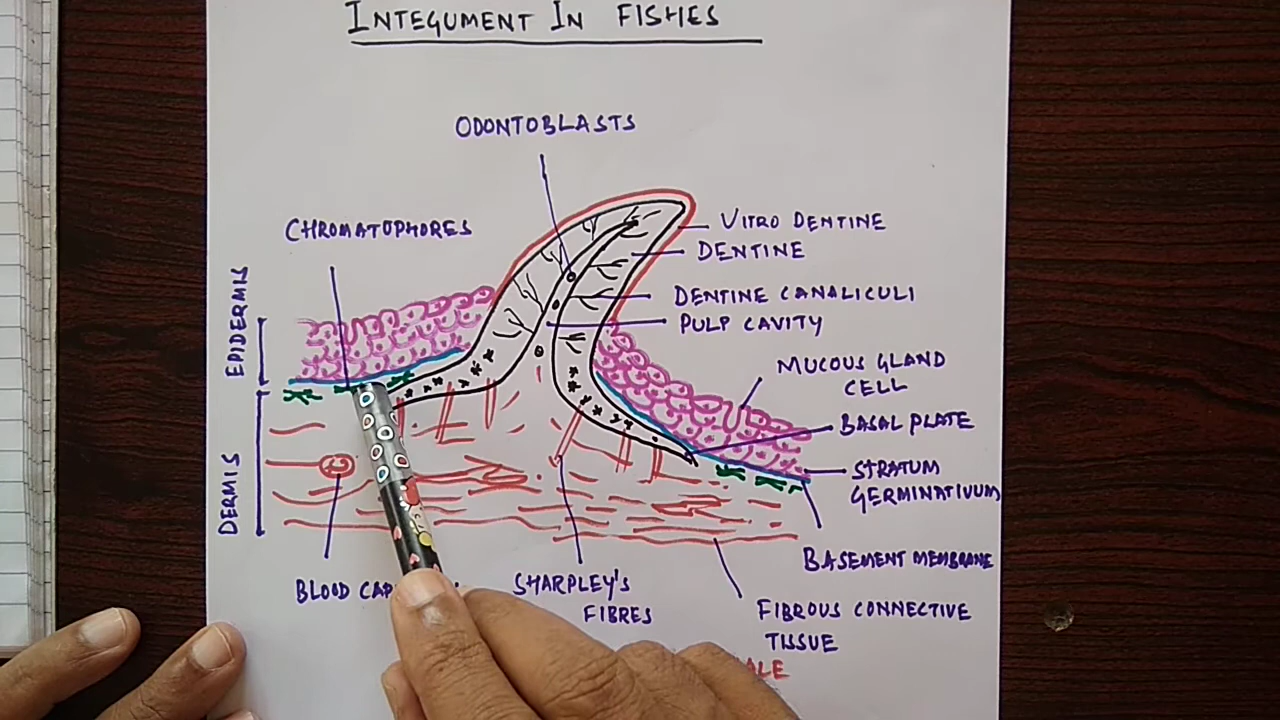 INTEGUMENT IN FISHES
ODONTOBLASTS
CHROMATOPHORES
VITRO DENTINE
DENTINE
DENTINE CANALICULI
PULP CAVITY
EPIDERMIS
MUCOUS GLAND
CELL
BASAL PLATE
DERMIS
STRATUM
GERMINATIVUM
BASEMENT MEMBRANE
BLOOD
SHARPLEY'S
FIBRES
FIBROUS CONNECTIVE
TISSUE